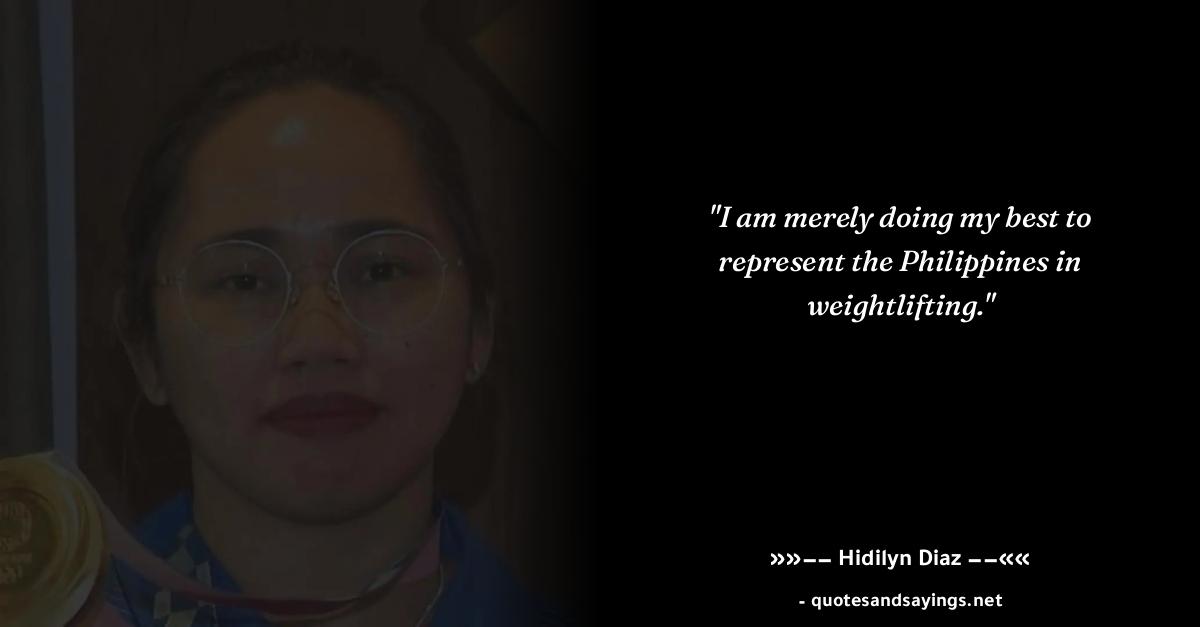 "I am merely doing my best to
represent the Philippines in
weightlifting."
»»–– Hidilyn Diaz ––««
- quotesandsayings.net